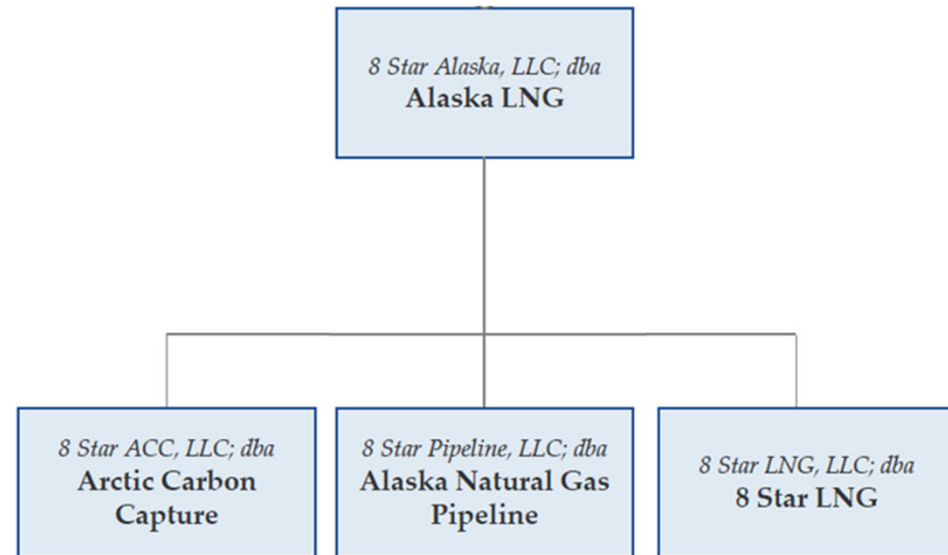 8 Star Alaska, LLC; dba
Alaska LNG
8 Star ACC, LLC; dba
Arctic Carbon
Capture
8 Star Pipeline, LLC; dba
Alaska Natural Gas
Pipeline
8 Star LNG, LLC; dba
8 Star LNG